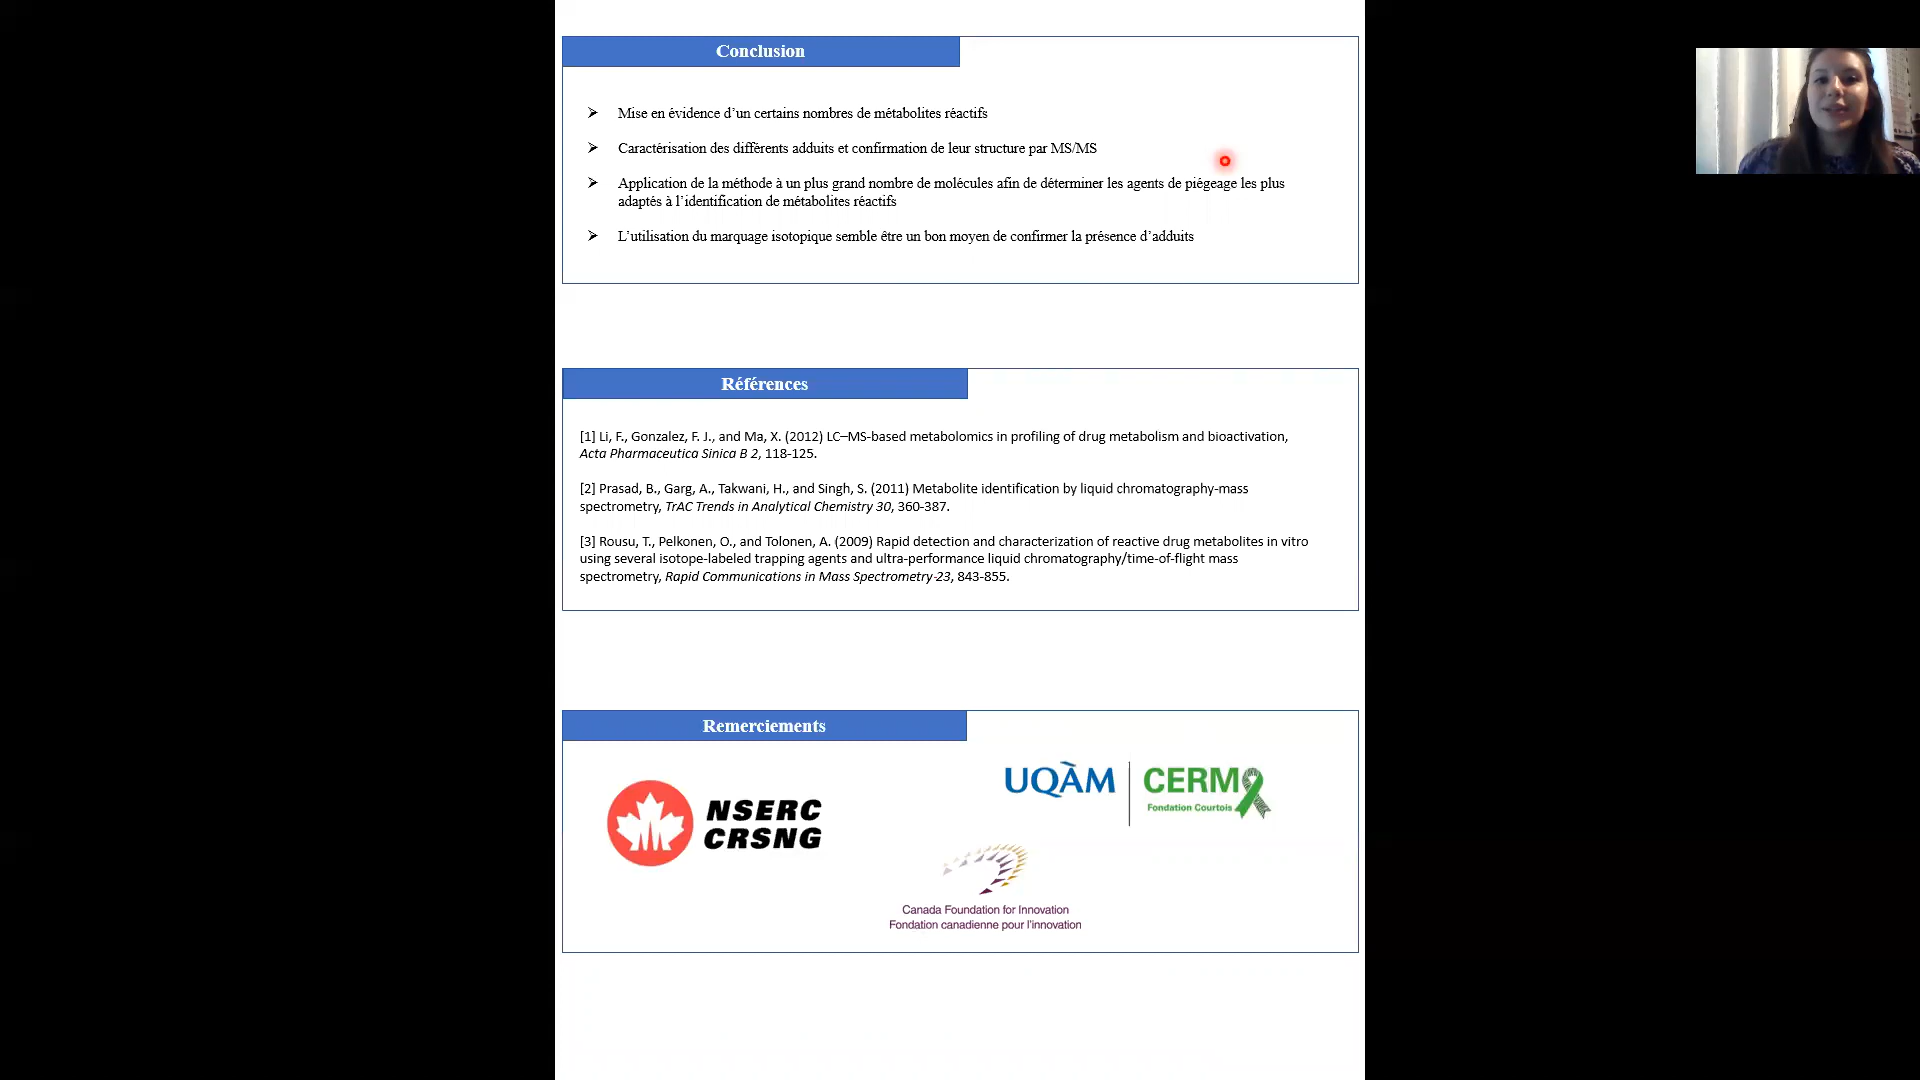 Conclusion
➢ Mise en évidence d’un certains nombres de métabolites réactifs
➢ Caractérisation des différents adduits et confirmation de leur structure par MS/MS
➢ Application de la méthode à un plus grand nombre de molécules afin de déterminer les agents de piégeage les plus
adaptés à l’identification de métabolites réactifs
➢ L’utilisation du marquage isotopique semble être un bon moyen de confirmer la présence d’adduits
Références
[1] Li, F., Gonzalez, F. J., and Ma, X. (2012) LC–MS-based metabolomics in profiling of drug metabolism and bioactivation,
Acta Pharmaceutica Sinica B 2, 118-125.
[2] Prasad, B., Garg, A., Takwani, H., and Singh, S. (2011) Metabolite identification by liquid chromatography-mass
spectrometry, TrAC Trends in Analytical Chemistry 30, 360-387.
[3] Rousu, T., Pelkonen, O., and Tolonen, A. (2009) Rapid detection and characterization of reactive drug metabolites in vitro
using several isotope-labeled trapping agents and ultra-performance liquid chromatography/time-of-flight mass
spectrometry, Rapid Communications in Mass Spectrometry 23, 843-855.
Remerciements
NSERC
CRSNG
UQÀM
CERMO
Fondation Courtois
Canada Foundation for Innovation
Fondation canadienne pour l’innovation